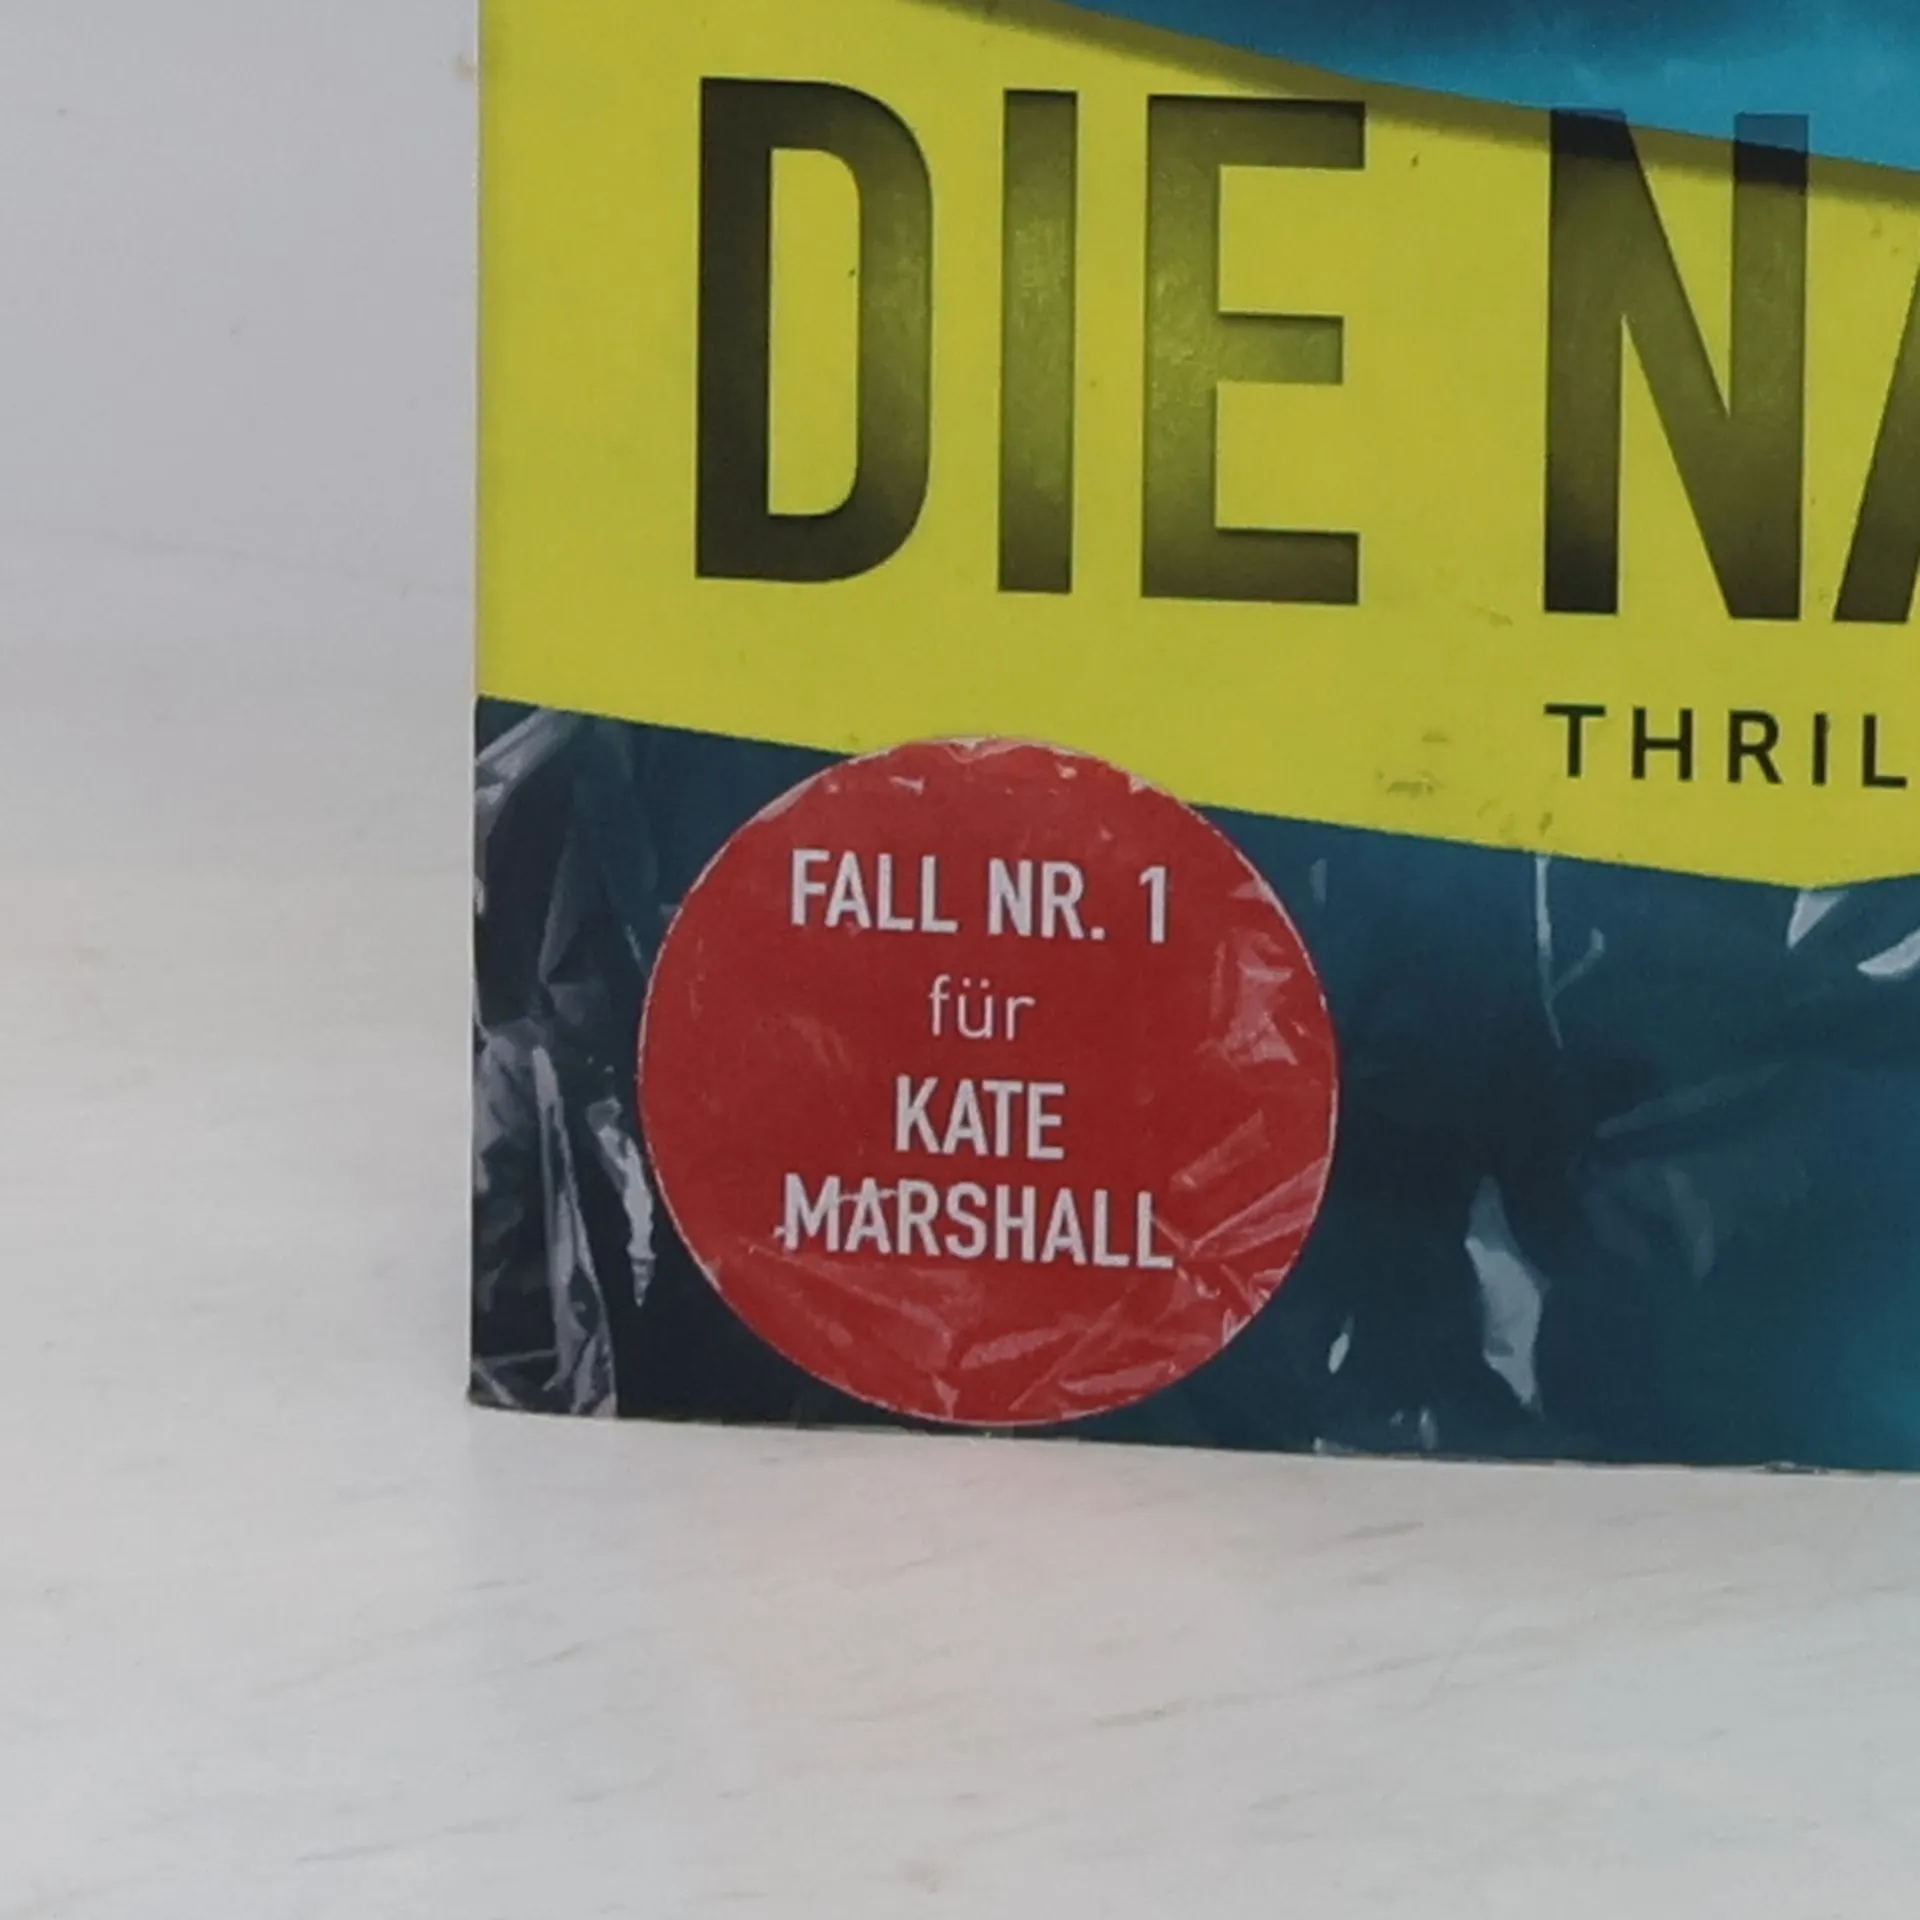 DIE NA
THRIL
FALL NR. 1
für
KATE
MARSHALL